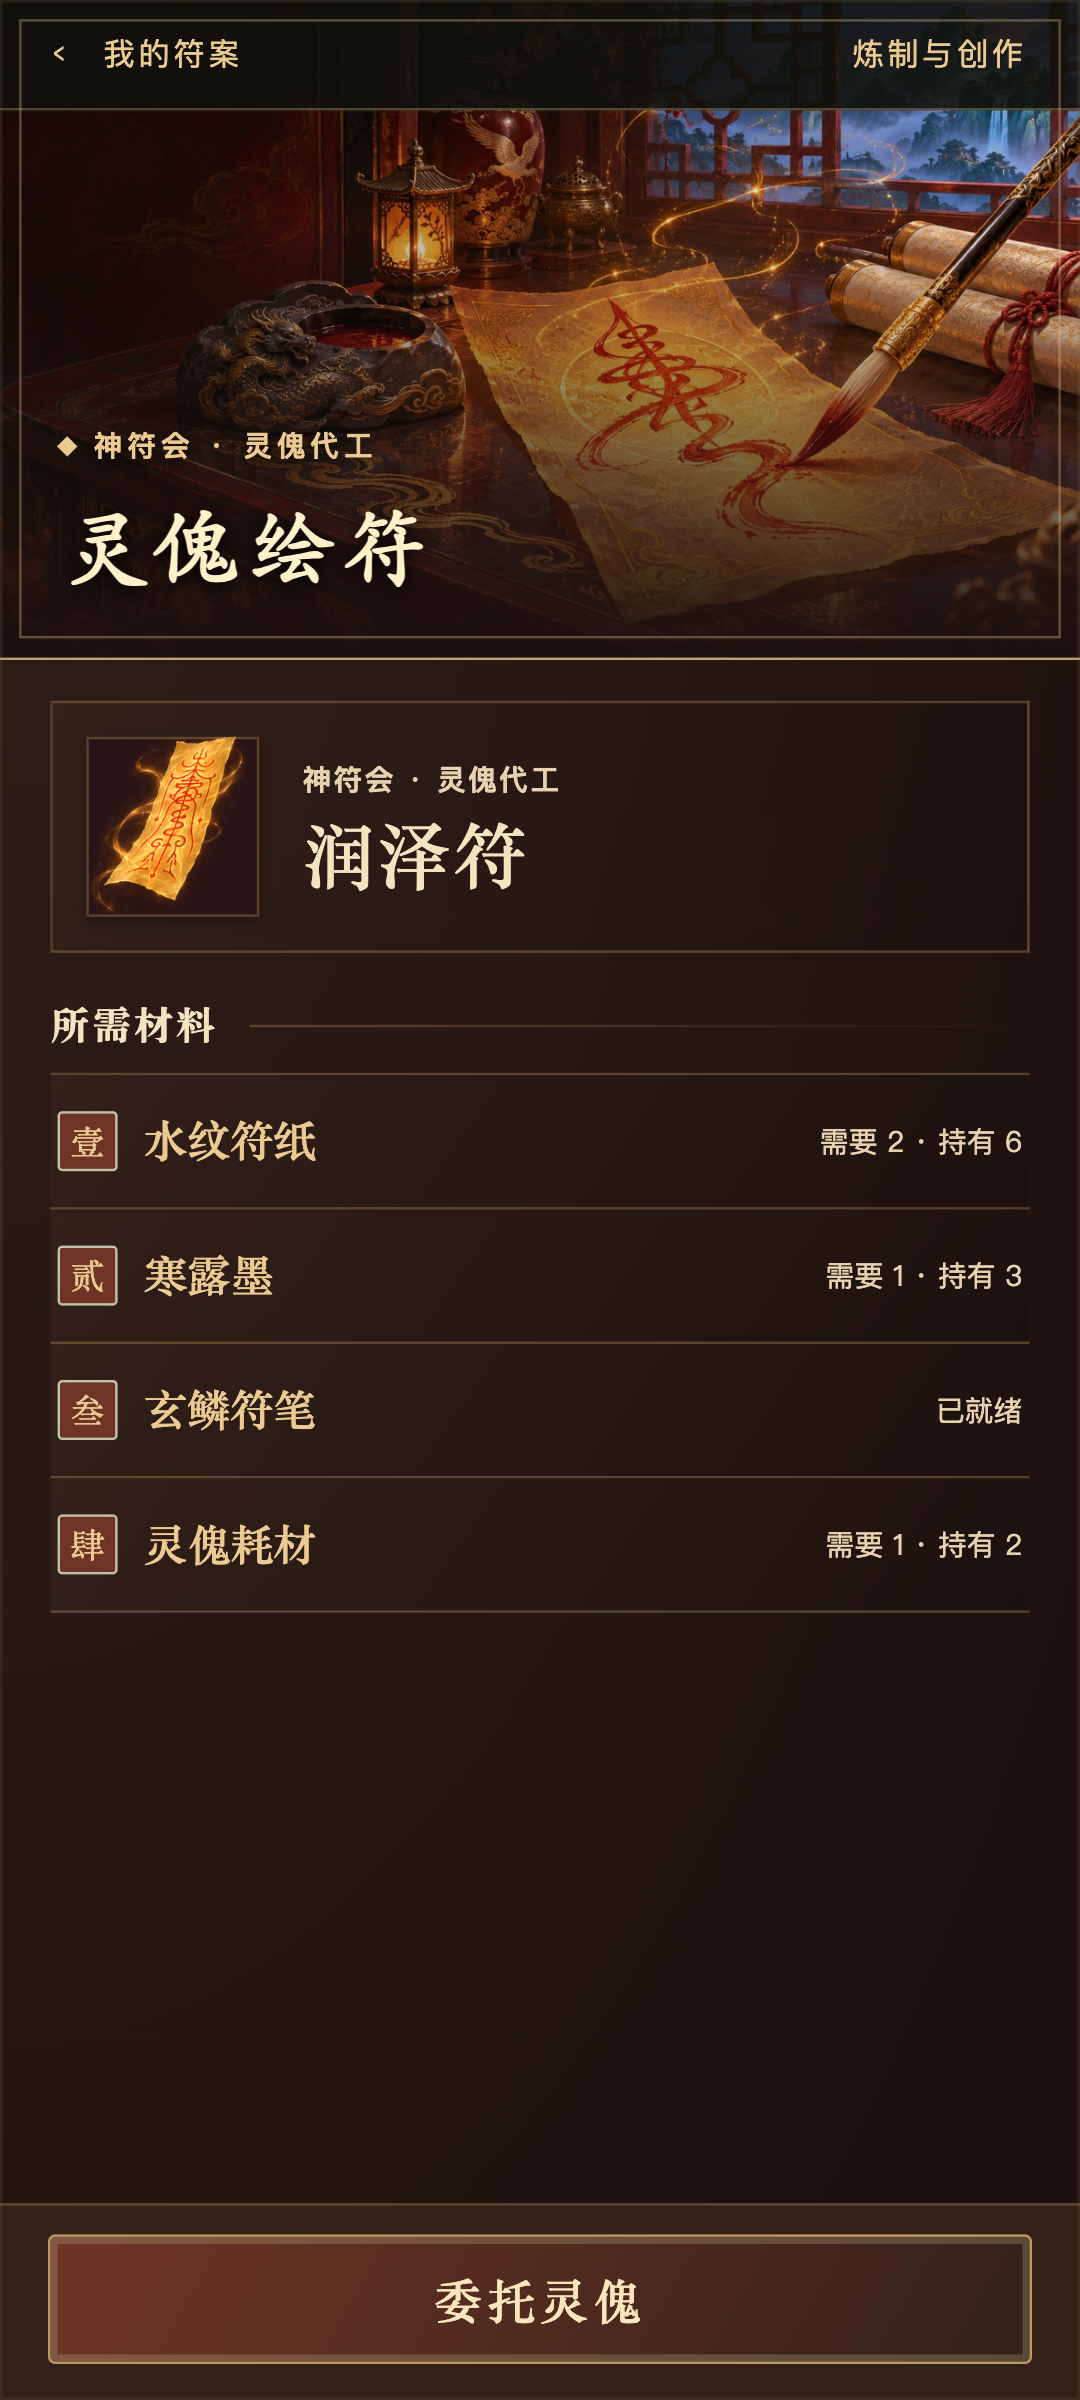 ‹ 我的符案 炼制与创作
◆ 神符会 · 灵傀代工
灵傀绘符
神符会 · 灵傀代工
润泽符
所需材料
壹 水纹符纸 需要 2 · 持有 6
贰 寒露墨 需要 1 · 持有 3
叁 玄鳞符笔 已就绪
肆 灵傀耗材 需要 1 · 持有 2
委托灵傀